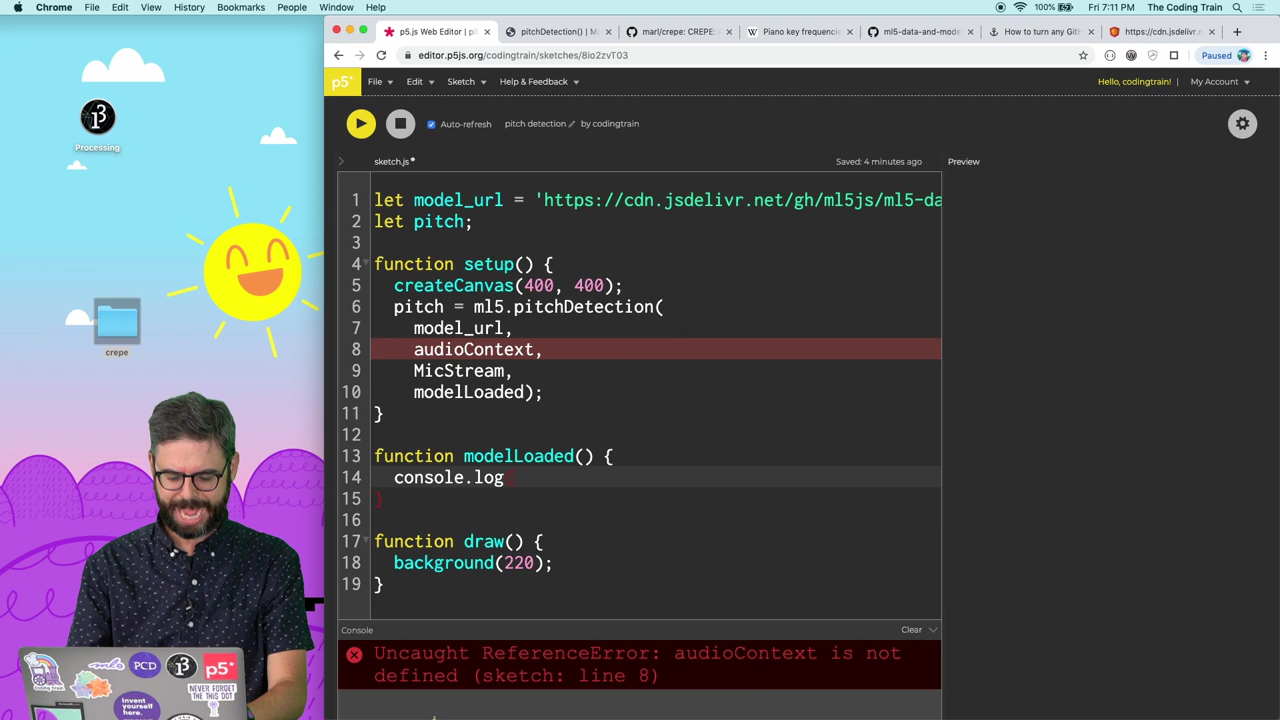 Chrome File Edit View History Bookmarks People Window Help
100% Fri 7:11 PM The Coding Train
p5.js Web Editor | pi
pitchDetection() | M
marl/crepe: CREPE: A
Piano key frequencie
ml5-data-and-mode
How to turn any GitH
https://cdn.jsdelivr.n
editor.p5js.org/codingtrain/sketches/8io2zvT03
Paused
p5* File Edit Sketch Help & Feedback
Hello, codingtrain! | My Account
Auto-refresh pitch detection by codingtrain
Processing
crepe
> sketch.js Saved: 4 minutes ago Preview
1 let model_url = 'https://cdn.jsdelivr.net/gh/ml5js/ml5-da
2 let pitch;
3
4 function setup() {
5 createCanvas(400, 400);
6 pitch = ml5.pitchDetection(
7 model_url,
8 audioContext,
9 MicStream,
10 modelLoaded);
11 }
12
13 function modelLoaded() {
14 console.log(
15 }
16
17 function draw() {
18 background(220);
19 }
Console Clear
Uncaught ReferenceError: audioContext is not
defined (sketch: line 8)
PCD
p5*
NEVER FORGET
THE THIS DOT
Invent
yourself
here.